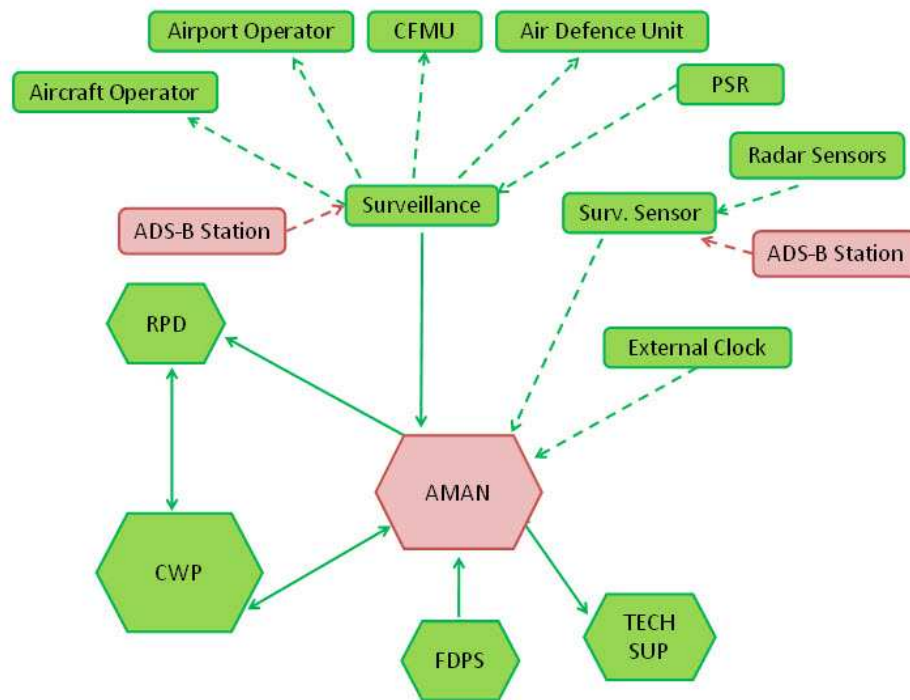 Airport Operator
CFMU
Air Defence Unit
Aircraft Operator
PSR
Radar Sensors
Surveillance
Surv. Sensor
ADS-B Station
ADS-B Station
RPD
External Clock
AMAN
CWP
TECH
SUP
FDPS